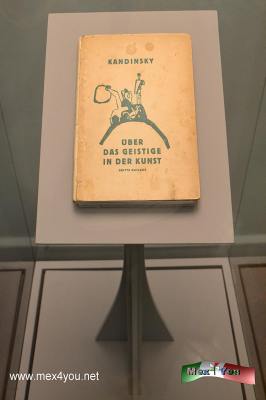 KANDINSKY
ÜBER
DAS GEISTIGE
IN DER KUNST
DRITTE AUFLAGE
www.mex4you.net
Mex4You